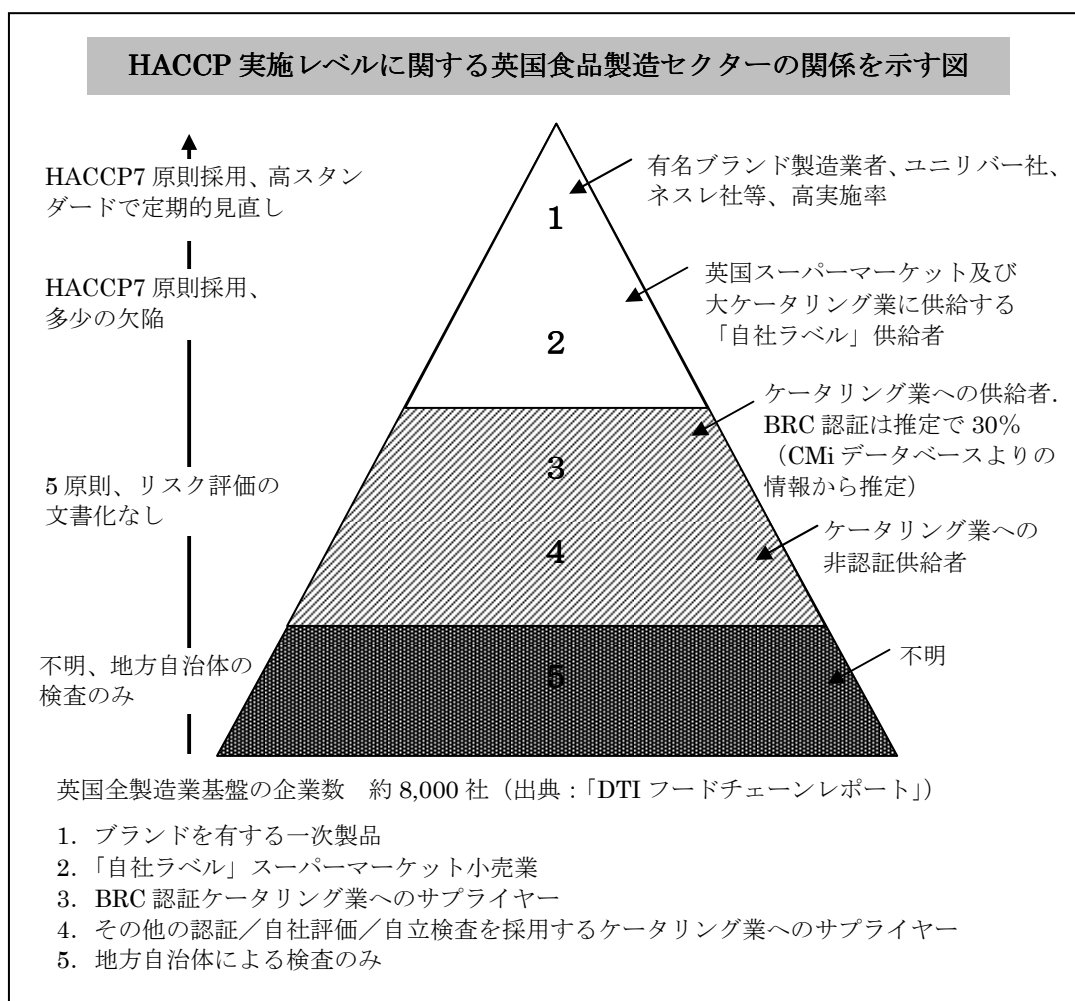 HACCP 実施レベルに関する英国食品製造セクターの関係を示す図
HACCP7 原則採用、高スタン
ダードで定期的見直し
HACCP7 原則採用、
多少の欠陥
5 原則、リスク評価の
文書化なし
不明、地方自治体の
検査のみ
1
2
3
4
5
有名ブランド製造業者、ユニリバー社、
ネスレ社等、高実施率
英国スーパーマーケット及び
大ケータリング業に供給する
「自社ラベル」供給者
ケータリング業への供給者.
BRC 認証は推定で 30%
（CMi データベースよりの
情報から推定）
ケータリング業への
非認証供給者
不明
英国全製造業基盤の企業数　約 8,000 社（出典：「DTI フードチェーンレポート」）
1. ブランドを有する一次製品
2. 「自社ラベル」スーパーマーケット小売業
3. BRC 認証ケータリング業へのサプライヤー
4. その他の認証／自社評価／自立検査を採用するケータリング業へのサプライヤー
5. 地方自治体による検査のみ